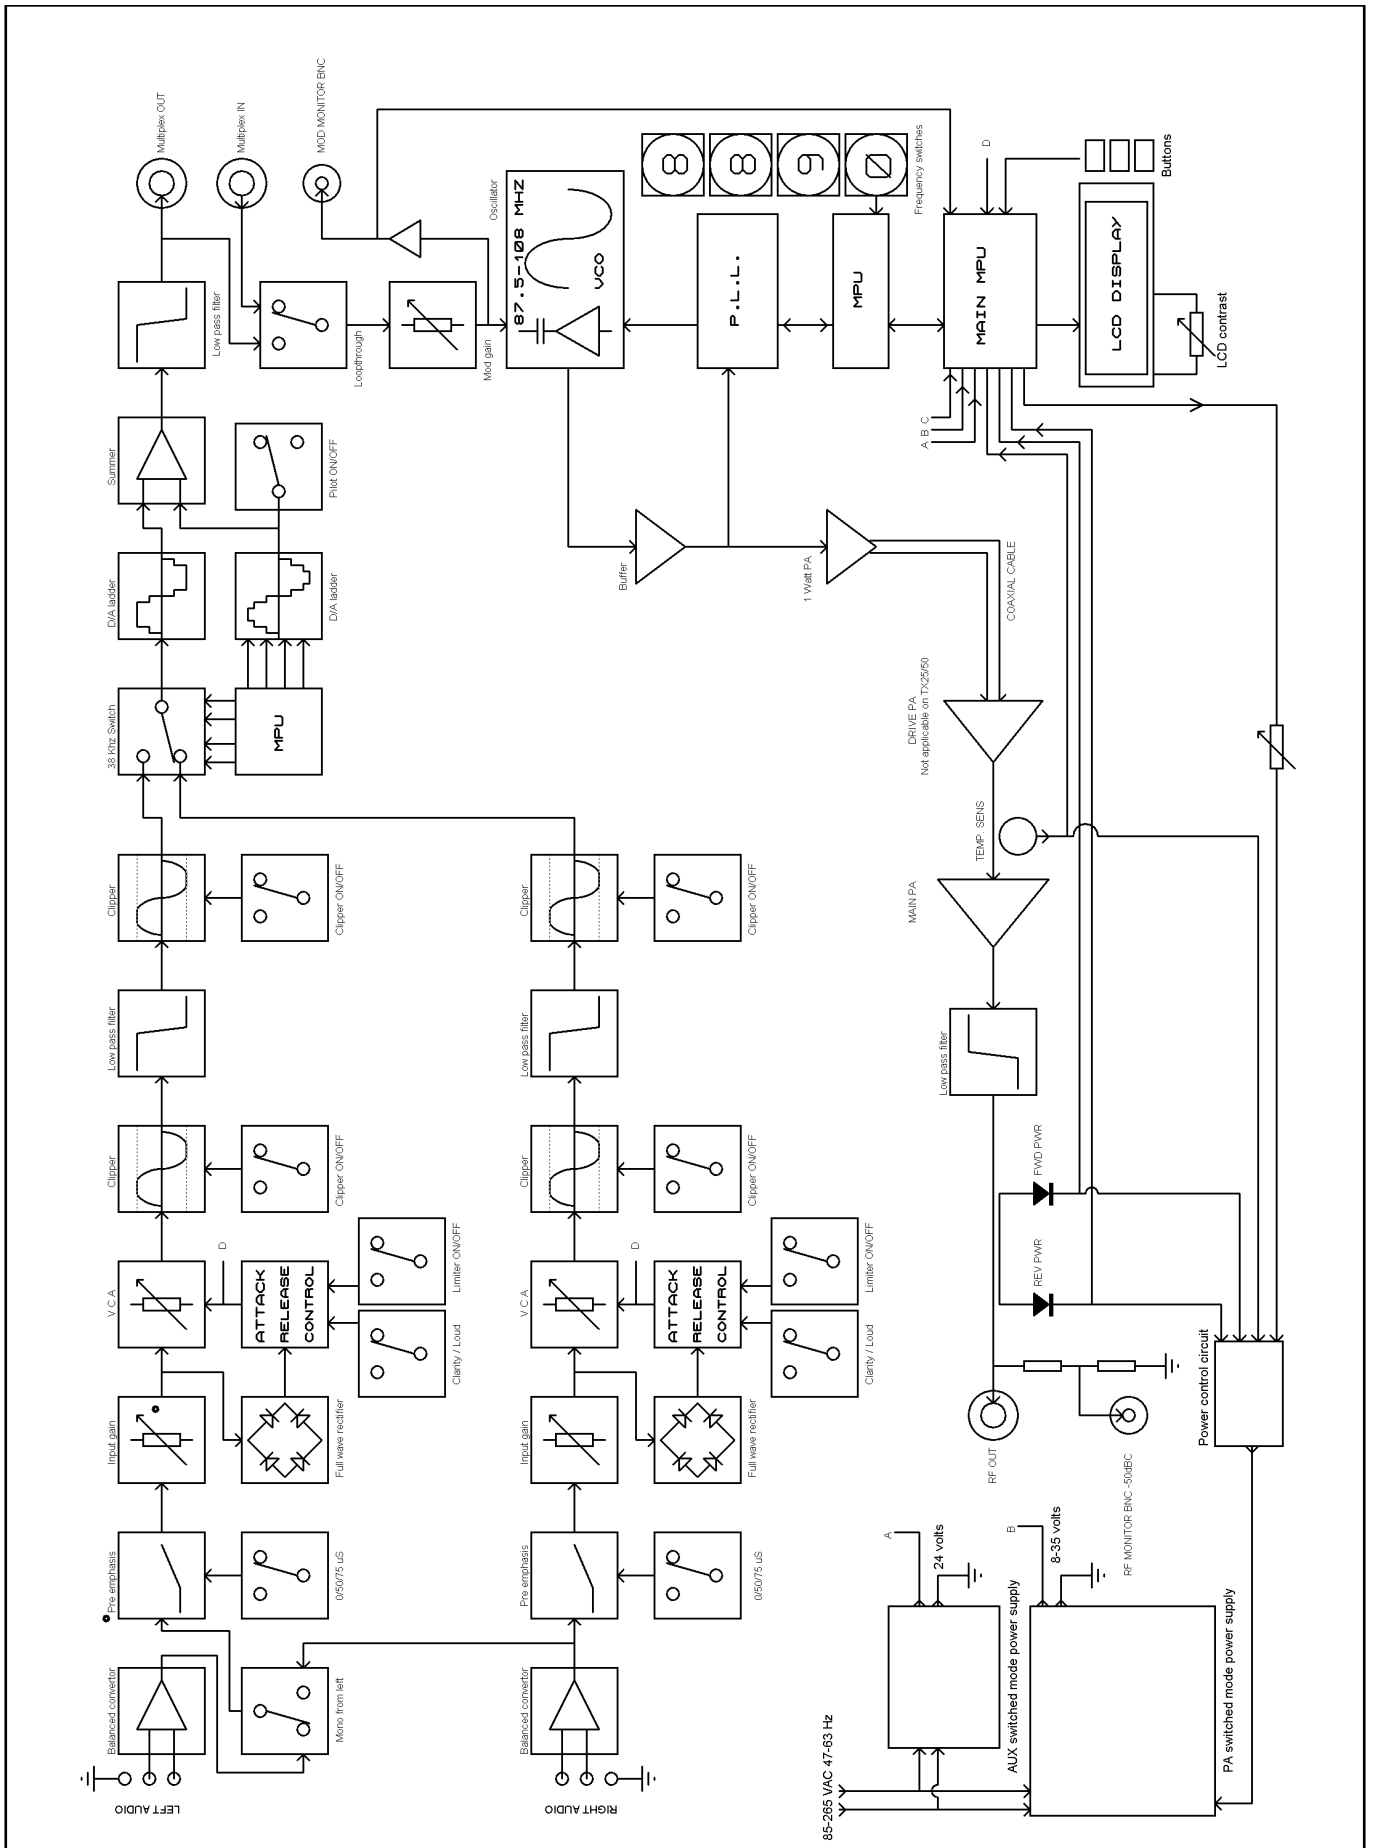 LEFT AUDIO
Balanced convertor
Mono from left
Pre emphasis
0/50/75 uS
Input gain
Full wave rectifier
V C A
D
ATTACK
RELEASE
CONTROL
Clarity / Loud
Limiter ON/OFF
Clipper
Clipper ON/OFF
Low pass filter
Clipper
Clipper ON/OFF
38 Khz Switch
MPU
D/A ladder
D/A ladder
Summer
Pilot ON/OFF
Low pass filter
Loopthrough
Multiplex OUT
Multiplex IN
MOD MONITOR BNC
Mod gain
RIGHT AUDIO
Balanced convertor
Pre emphasis
0/50/75 uS
Input gain
Full wave rectifier
V C A
D
ATTACK
RELEASE
CONTROL
Clarity / Loud
Limiter ON/OFF
Clipper
Clipper ON/OFF
Low pass filter
Clipper
Clipper ON/OFF
Oscillator
87.5-108 MHZ
VCO
Buffer
P.L.L.
8
8
9
0
Frequency switches
MPU
1 Watt PA
COAXIAL CABLE
MAIN MPU
A B C
D
Buttons
LCD DISPLAY
LCD contrast
DRIVE PA
Not applicable on TX25/50
TEMP. SENS
MAIN PA
Low pass filter
FWD PWR
REV PWR
RF OUT
RF MONITOR BNC -50dBC
Power control circuit
85-265 VAC 47-63 Hz
A
24 volts
AUX switched mode power supply
B
8-35 volts
PA switched mode power supply